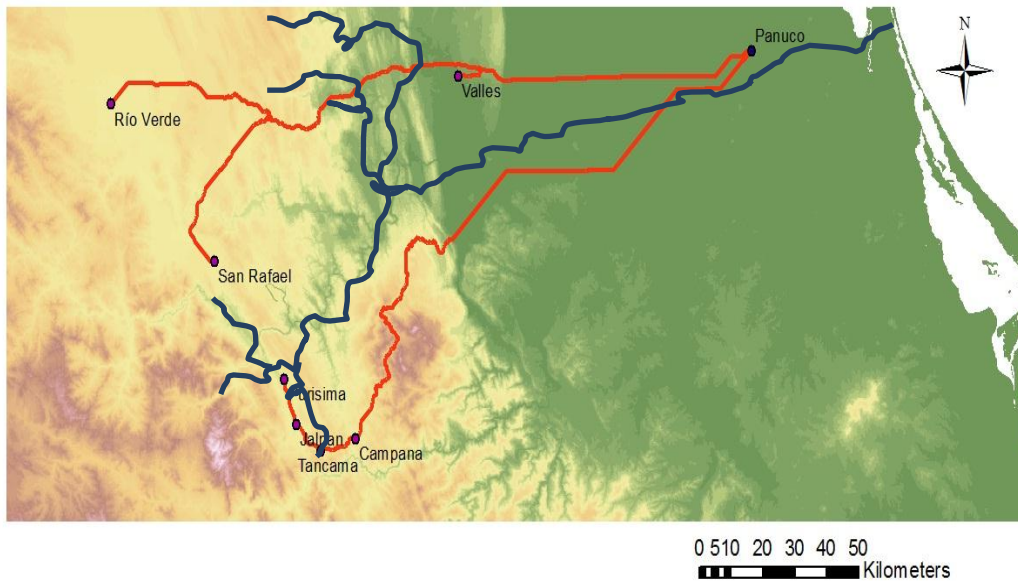 N
Panuco
Valles
Río Verde
San Rafael
Jalpan
Campana
Tancama
0 5 10 20 30 40 50
Kilometers